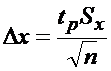 Δx = t_p S_x / √n